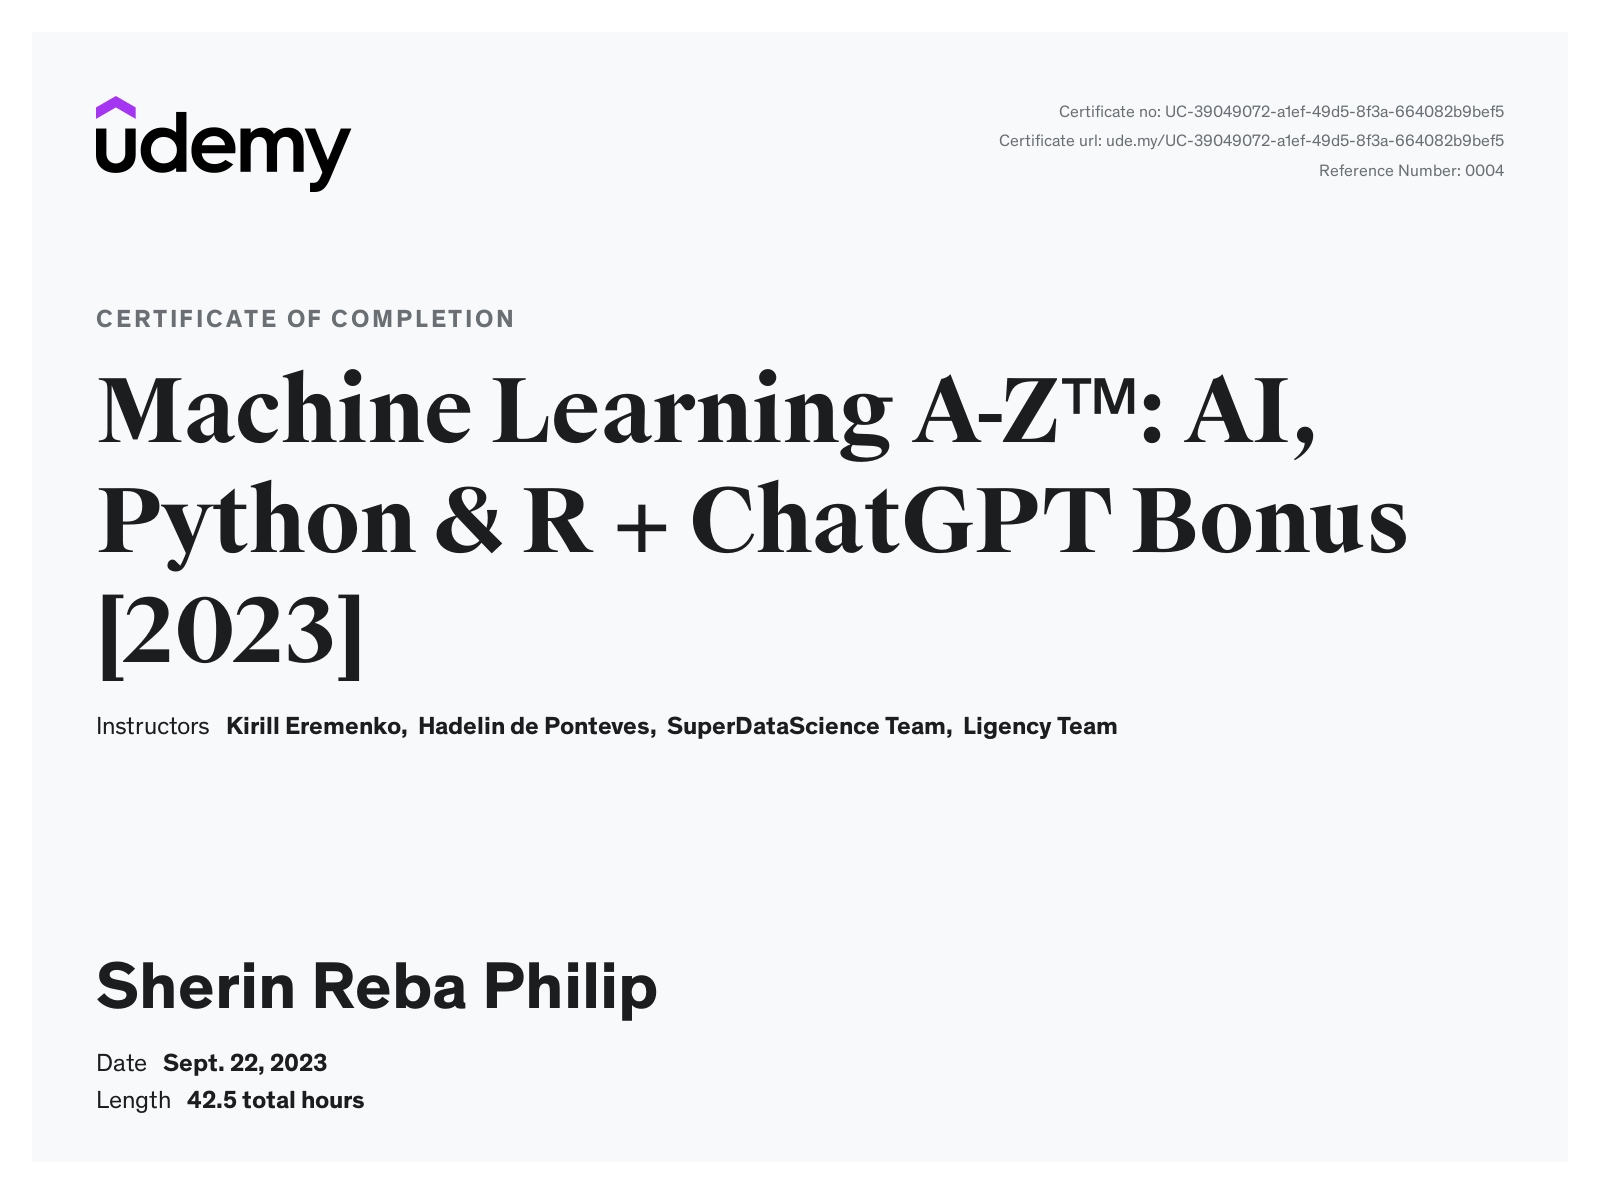 udemy
Certificate no: UC-39049072-a1ef-49d5-8f3a-664082b9bef5
Certificate url: ude.my/UC-39049072-a1ef-49d5-8f3a-664082b9bef5
Reference Number: 0004
CERTIFICATE OF COMPLETION
Machine Learning A-Z™: AI,
Python & R + ChatGPT Bonus
[2023]
Instructors Kirill Eremenko, Hadelin de Ponteves, SuperDataScience Team, Ligency Team
Sherin Reba Philip
Date Sept. 22, 2023
Length 42.5 total hours